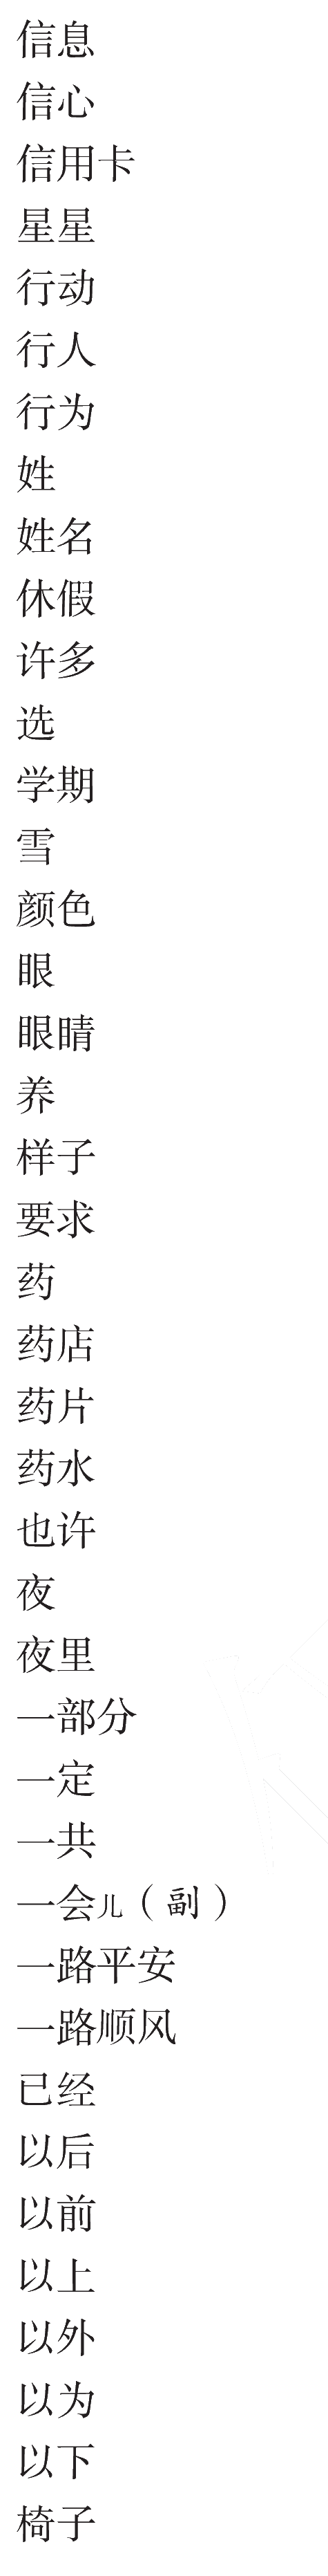 信息
信心
信用卡
星星
行动
行人
行为
姓
姓名
休假
许多
选
学期
雪
颜色
眼
眼睛
养
样子
要求
药
药店
药片
药水
也许
夜
夜里
一部分
一定
一共
一会儿（副）
一路平安
一路顺风
已经
以后
以前
以上
以外
以为
以下
椅子